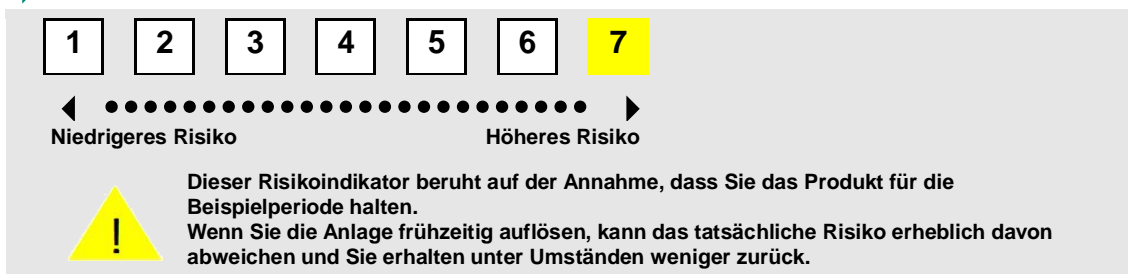 1 2 3 4 5 6 7
Niedrigeres Risiko Höheres Risiko
Dieser Risikoindikator beruht auf der Annahme, dass Sie das Produkt für die
Beispielperiode halten.
!
Wenn Sie die Anlage frühzeitig auflösen, kann das tatsächliche Risiko erheblich davon
abweichen und Sie erhalten unter Umständen weniger zurück.